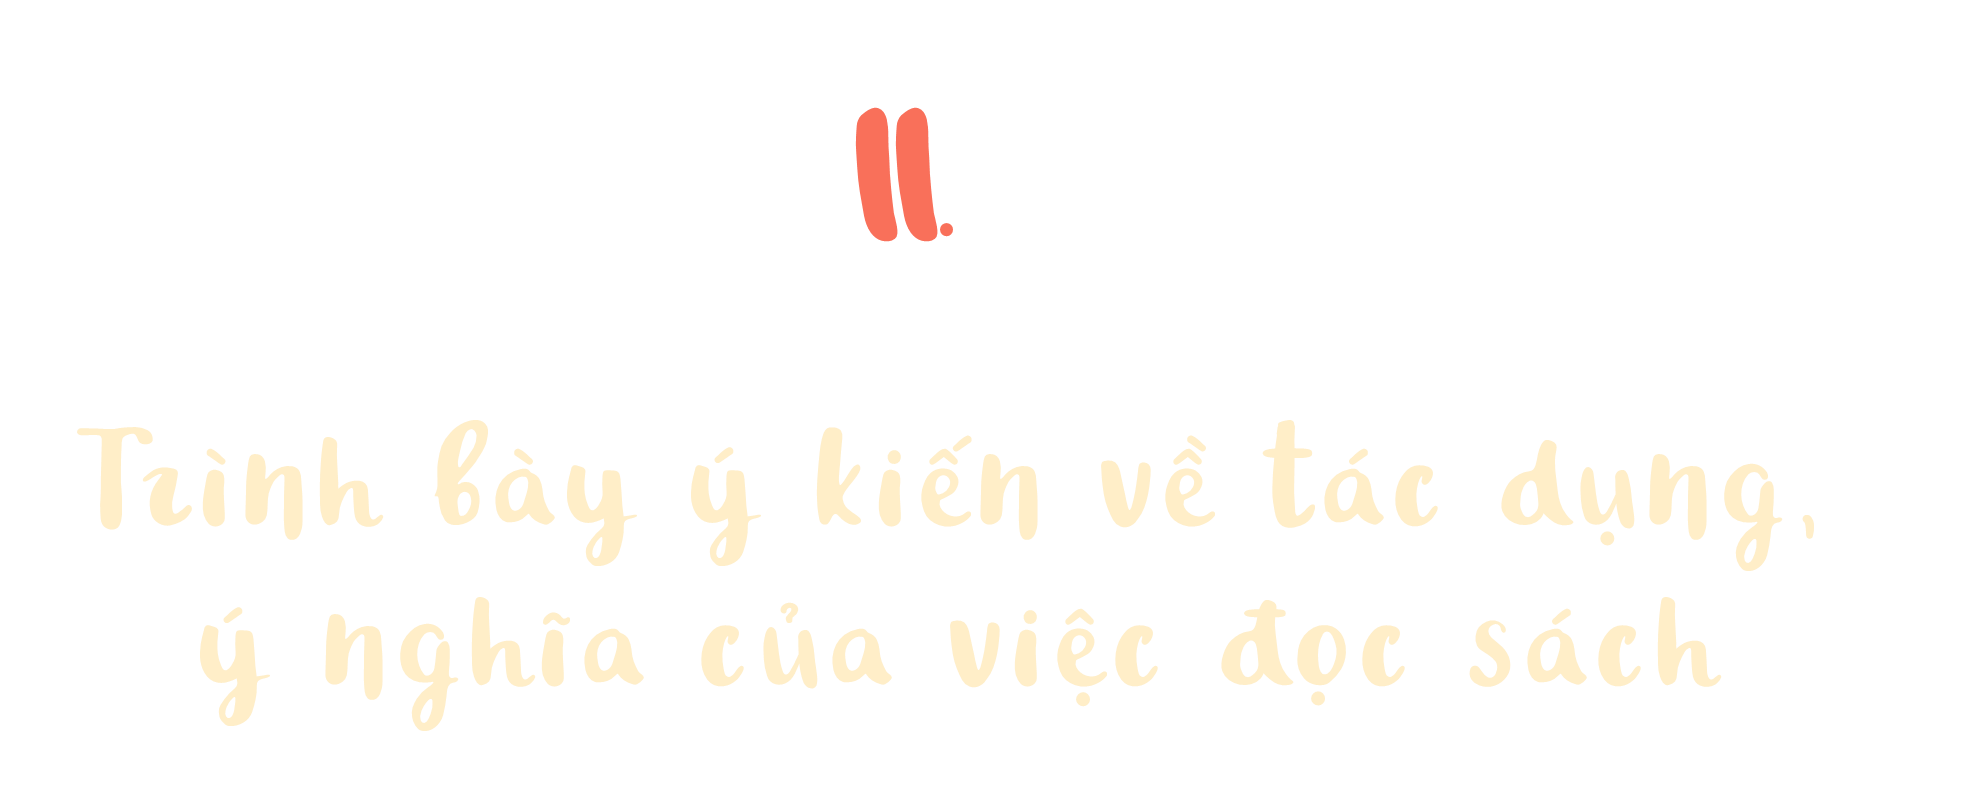 II.
Trình bày ý kiến về tác dụng,
ý nghĩa của việc đọc sách